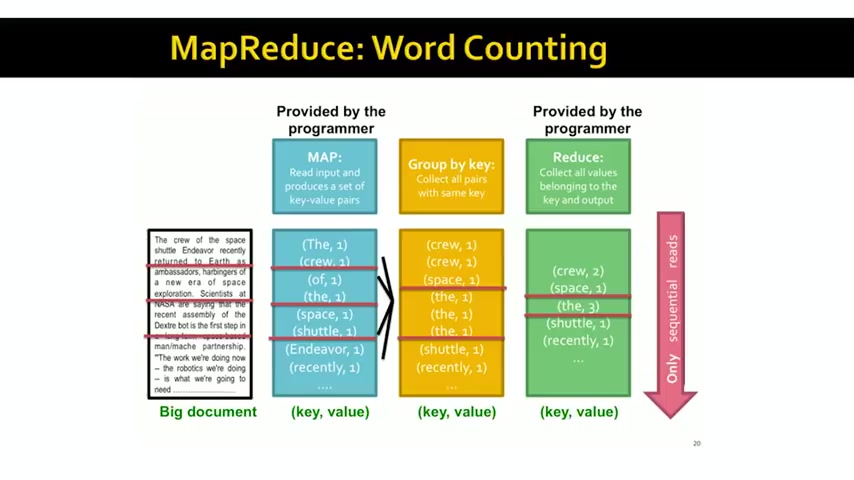 MapReduce: Word Counting
Provided by the
programmer
Provided by the
programmer
MAP:
Read input and
produces a set of
key-value pairs
Group by key:
Collect all pairs
with same key
Reduce:
Collect all values
belonging to the
key and output
The crew of the space
shuttle Endeavor recently
returned to Earth as
ambassadors, harbingers of
a new era of space
exploration. Scientists at
NASA are saying that the
recent assembly of the
Dextre bot is the first step in
a long-term space-based
man/mache partnership.
"The work we're doing now
-- the robotics we're doing
-- is what we're going to
need ........................
Big document
(The, 1)
(crew, 1)
(of, 1)
(the, 1)
(space, 1)
(shuttle, 1)
(Endeavor, 1)
(recently, 1)
....
(key, value)
(crew, 1)
(crew, 1)
(space, 1)
(the, 1)
(the, 1)
(the, 1)
(shuttle, 1)
(recently, 1)
...
(key, value)
(crew, 2)
(space, 1)
(the, 3)
(shuttle, 1)
(recently, 1)
...
(key, value)
Only sequential reads
20